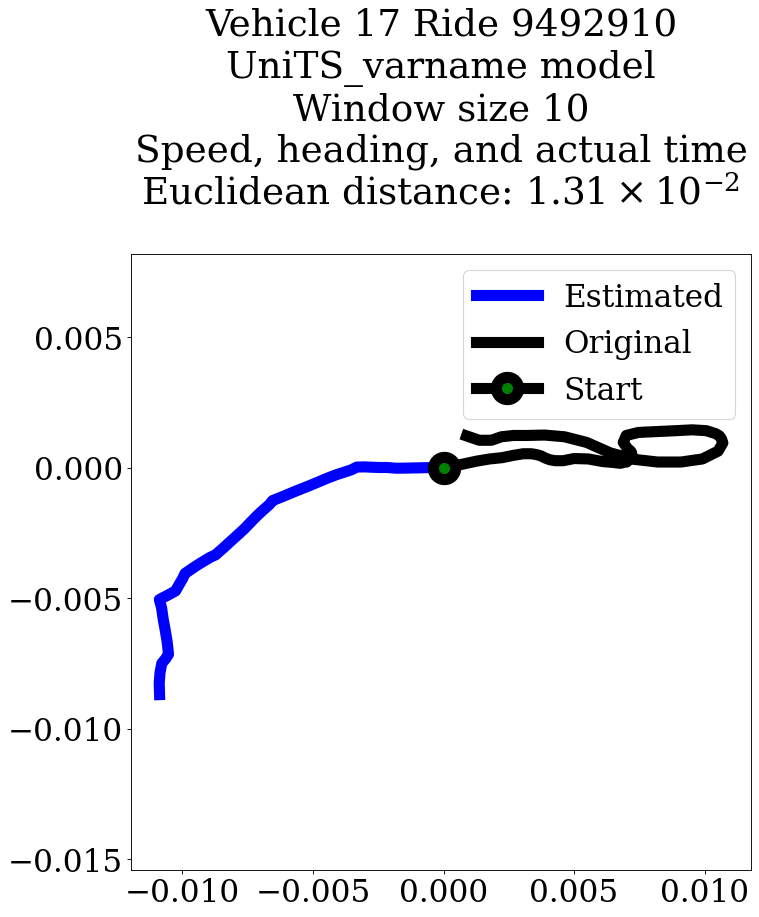 Vehicle 17 Ride 9492910
UniTS_varname model
Window size 10
Speed, heading, and actual time
Euclidean distance: 1.31 × 10⁻²
Estimated
Original
Start
0.005
0.000
−0.005
−0.010
−0.015
−0.010 −0.005 0.000 0.005 0.010